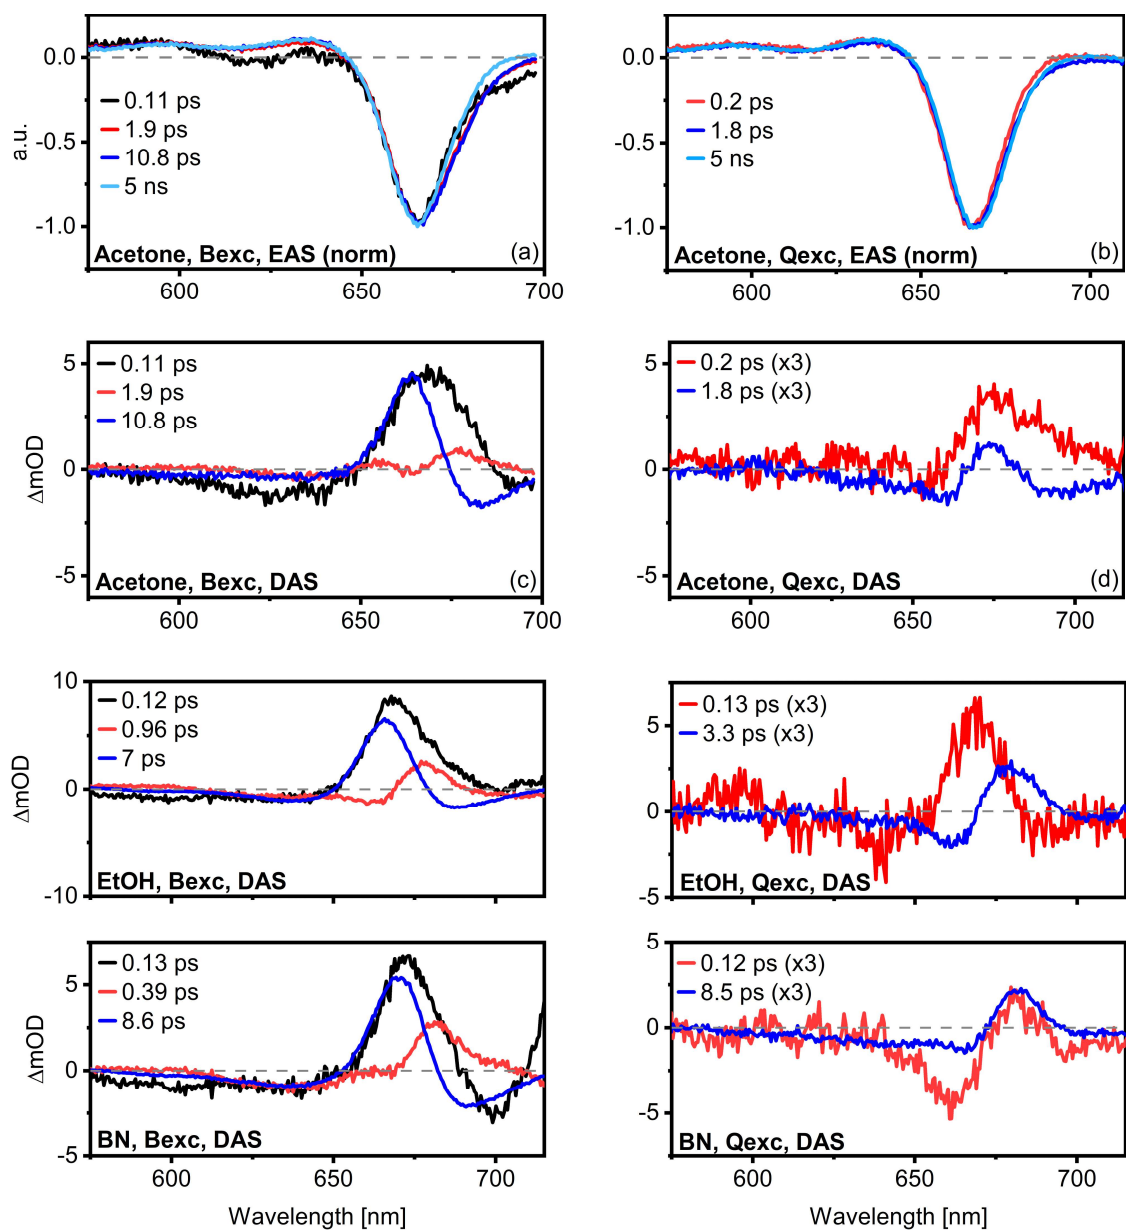 0.0
-0.5
-1.0
a.u.
0.11 ps
1.9 ps
10.8 ps
5 ns
Acetone, Bexc, EAS (norm)
(a)
600
650
700
0.0
-0.5
-1.0
0.2 ps
1.8 ps
5 ns
Acetone, Qexc, EAS (norm)
(b)
600
650
700
5
0
-5
ΔmOD
0.11 ps
1.9 ps
10.8 ps
Acetone, Bexc, DAS
(c)
600
650
700
5
0
-5
0.2 ps (x3)
1.8 ps (x3)
Acetone, Qexc, DAS
(d)
600
650
700
10
0
-10
ΔmOD
0.12 ps
0.96 ps
7 ps
EtOH, Bexc, DAS
5
0
-5
0.13 ps (x3)
3.3 ps (x3)
EtOH, Qexc, DAS
5
0
-5
ΔmOD
0.13 ps
0.39 ps
8.6 ps
BN, Bexc, DAS
600
650
700
Wavelength [nm]
5
0
-5
0.12 ps (x3)
8.5 ps (x3)
BN, Qexc, DAS
600
650
700
Wavelength [nm]